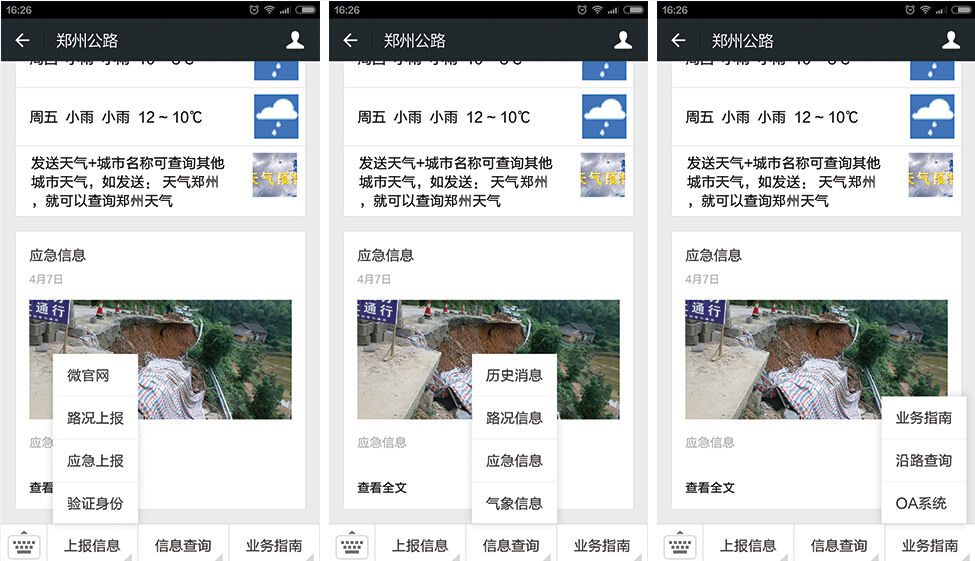 16:26
郑州公路
周四 小雨 小雨 10 ~ 8℃
周五 小雨 小雨 12 ~ 10℃
发送天气+城市名称可查询其他
城市天气，如发送： 天气郑州
，就可以查询郑州天气
天气预报
应急信息
4月7日
通行
微官网
路况上报
应急上报
验证身份
应急
查看
上报信息
信息查询
业务指南
16:26
郑州公路
周五 小雨 小雨 12 ~ 10℃
发送天气+城市名称可查询其他
城市天气，如发送： 天气郑州
，就可以查询郑州天气
天气预报
应急信息
4月7日
通行
历史消息
路况信息
应急信息
气象信息
应急信息
查看全文
上报信息
信息查询
业务指南
16:26
郑州公路
周五 小雨 小雨 12 ~ 10℃
发送天气+城市名称可查询其他
城市天气，如发送： 天气郑州
，就可以查询郑州天气
天气预报
应急信息
4月7日
通行
业务指南
沿路查询
OA系统
应急信息
查看全文
上报信息
信息查询
业务指南